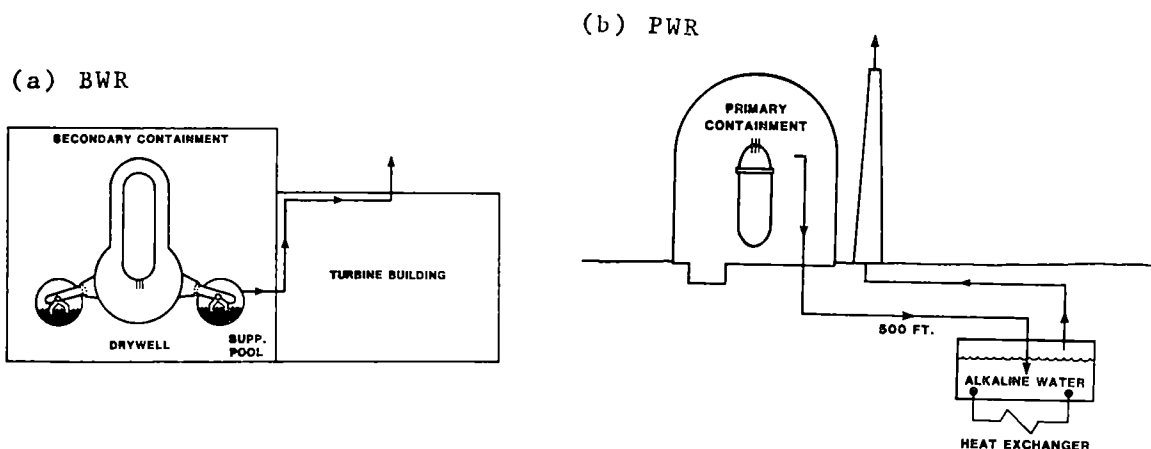 (a) BWR
SECONDARY CONTAINMENT
TURBINE BUILDING
DRYWELL
SUPP.
POOL
(b) PWR
PRIMARY
CONTAINMENT
500 FT.
ALKALINE WATER
HEAT EXCHANGER